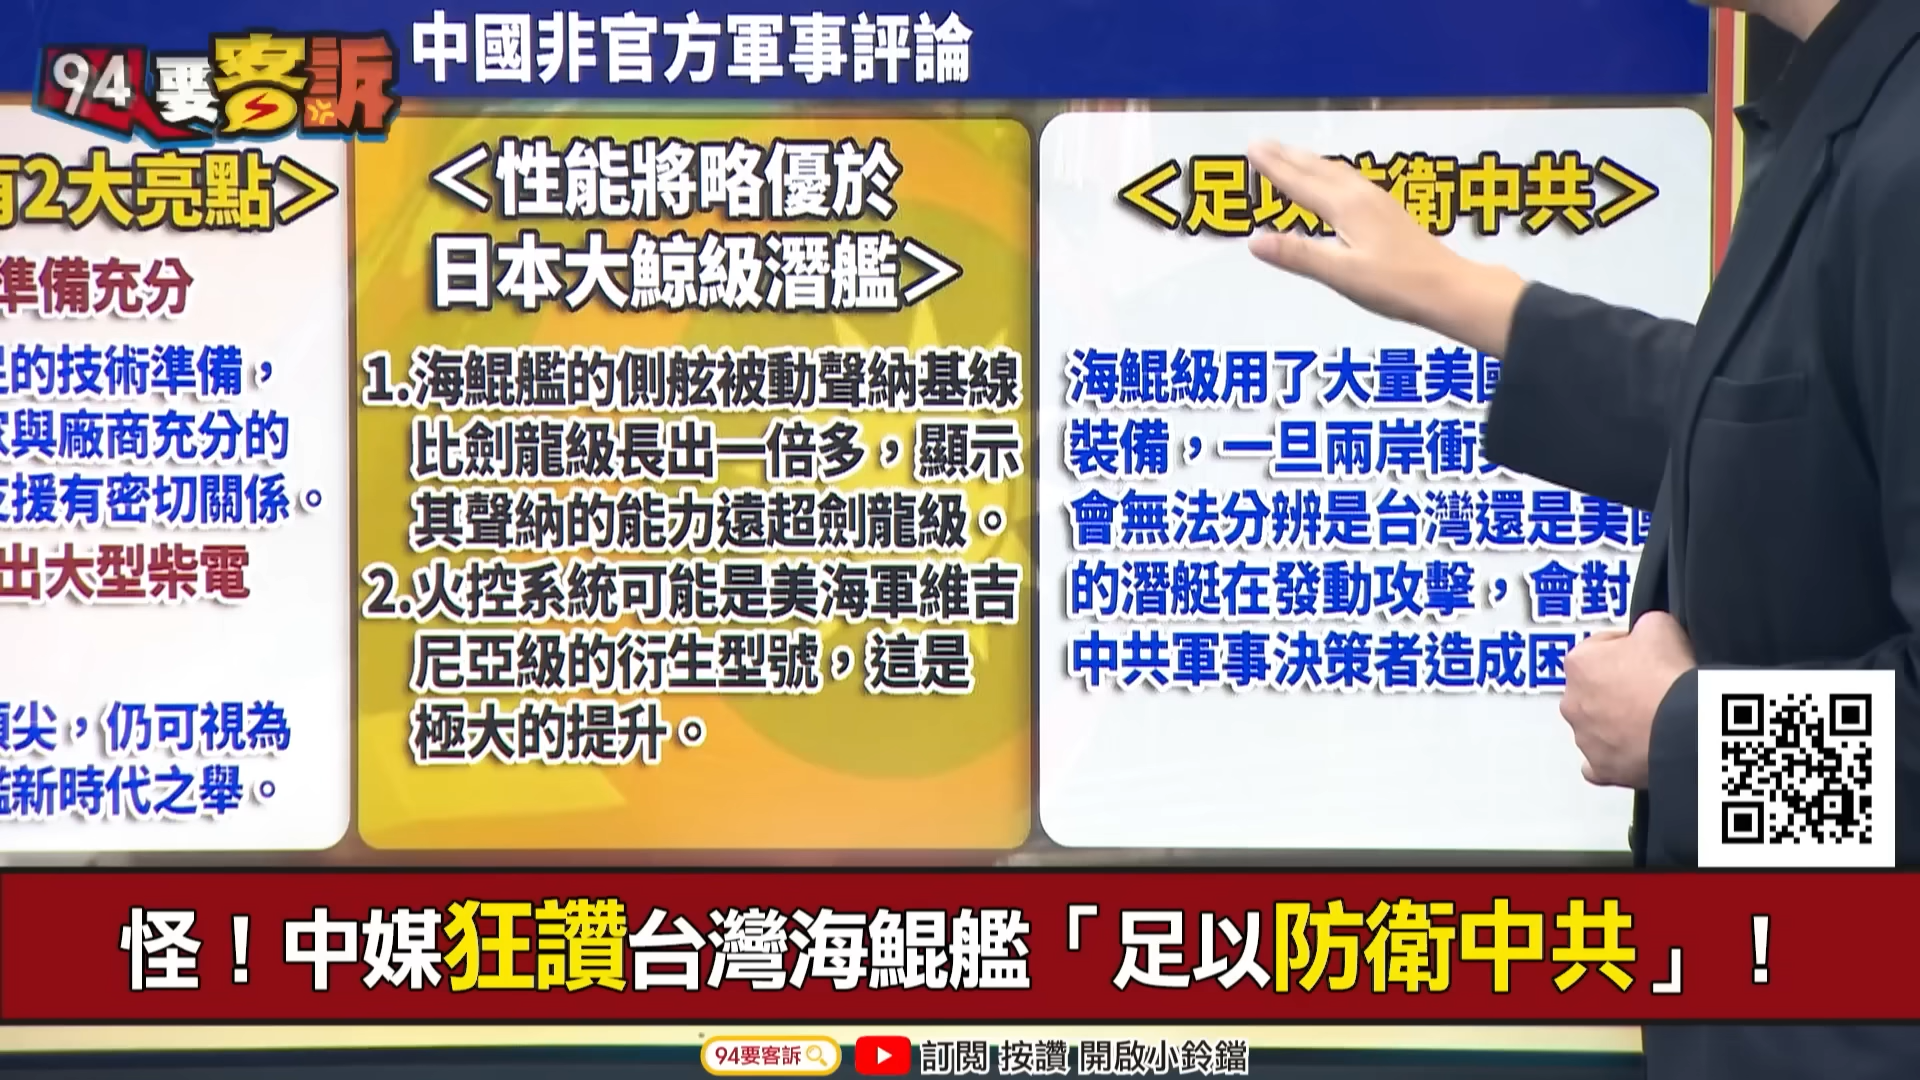 94要客訴
中國非官方軍事評論
有2大亮點>
準備充分
的技術準備，
與廠商充分的
支援有密切關係。
出大型柴電
尖，仍可視為
新時代之舉。
<性能將略優於
日本大鯨級潛艦>
1.海鯤艦的側舷被動聲納基線
比劍龍級長出一倍多，顯示
其聲納的能力遠超劍龍級。
2.火控系統可能是美海軍維吉
尼亞級的衍生型號，這是
極大的提升。
<足以防衛中共>
海鯤級用了大量美國
裝備，一旦兩岸衝突
會無法分辨是台灣還是美國
的潛艇在發動攻擊，會對
中共軍事決策者造成困
怪！中媒狂讚台灣海鯤艦「足以防衛中共」！
94要客訴
訂閱 按讚 開啟小鈴鐺